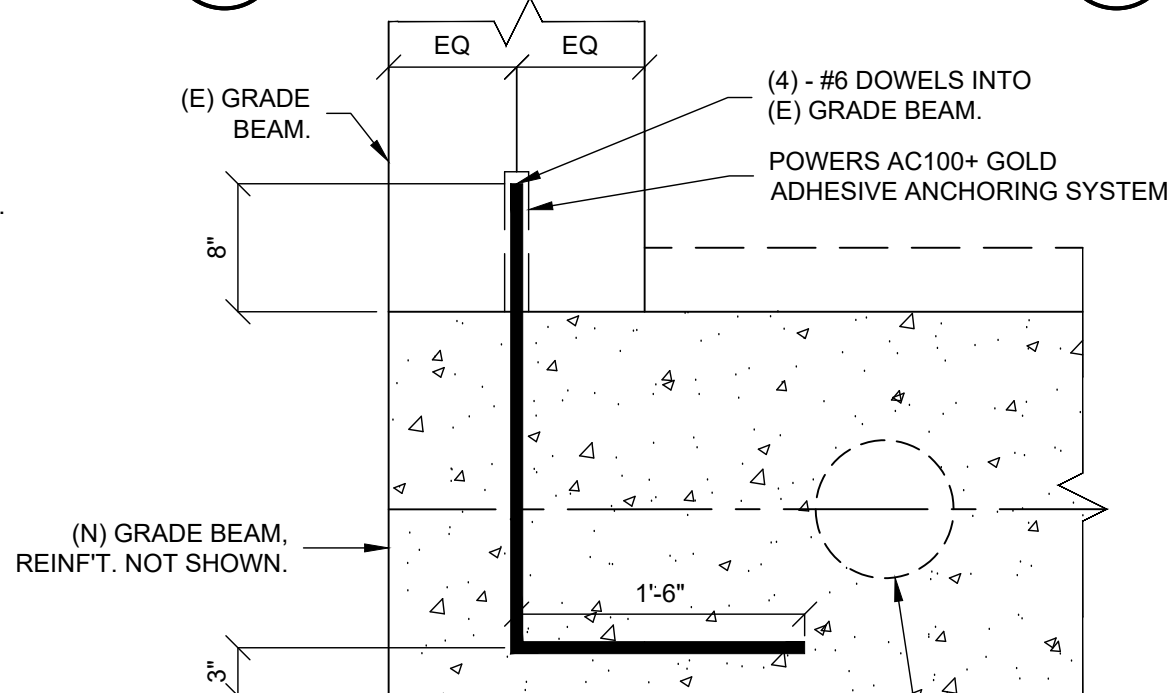 EQ EQ
(E) GRADE
BEAM.
(4) - #6 DOWELS INTO
(E) GRADE BEAM.
POWERS AC100+ GOLD
ADHESIVE ANCHORING SYSTEM
.
8"
(N) GRADE BEAM,
REINF'T. NOT SHOWN.
1'-6"
3"